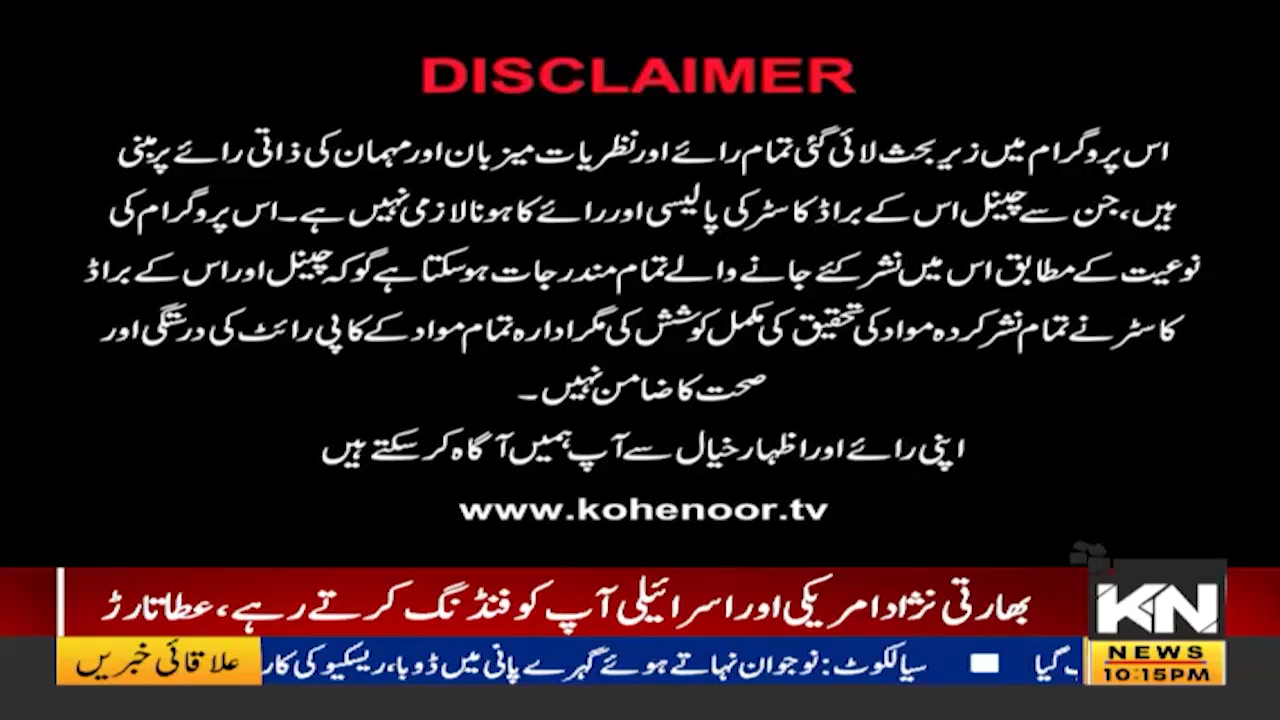 DISCLAIMER
اس پروگرام میں زیر بحث لائی گئی تمام رائے اور نظریات میزبان اور مہمان کی ذاتی رائے پر مبنی
ہیں، جن سے چینل اس کے براڈ کاسٹر کی پالیسی اور رائے کا ہونا لازمی نہیں ہے۔ اس پروگرام کی
نوعیت کے مطابق اس میں نشر کئے جانے والے تمام مندرجات ہو سکتا ہے گو کہ چینل اور اس کے براڈ
کاسٹر نے تمام نشر کردہ مواد کی تحقیق کی مکمل کوشش کی مگر ادارہ تمام مواد کے کاپی رائٹ کی درستگی اور
صحت کا ضامن نہیں۔
اپنی رائے اور اظہار خیال سے آپ ہمیں آگاہ کر سکتے ہیں
www.kohenoor.tv
بھارتی نژاد امریکی اور اسرائیلی آپ کو فنڈنگ کرتے رہے، عطا تارڑ
KN
NEWS
10:15PM
گیا
سیالکوٹ: نوجوان نہاتے ہوئے گہرے پانی میں ڈوبا، ریسکیو کی کار
علاقائی خبریں